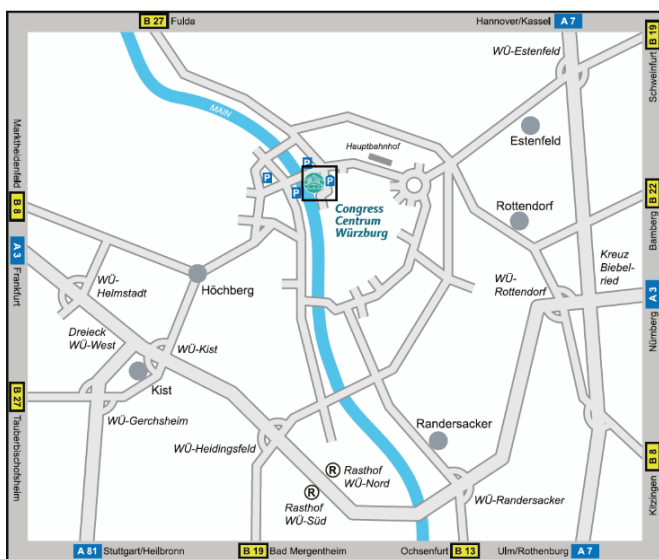 B 27 Fulda
Hannover/Kassel A 7
B 19
Schweinfurt
WÜ-Estenfeld
MAIN
Marktheidenfeld
B 8
Hauptbahnhof
Estenfeld
P
P
P
P
Congress
Centrum
Würzburg
Rottendorf
B 22
Bamberg
A 3
Frankfurt
WÜ-
Helmstadt
Höchberg
WÜ-
Rottendorf
Kreuz
Biebel-
ried
A 3
Nürnberg
Dreieck
WÜ-West
WÜ-Kist
Kist
B 27
Tauberbischofsheim
WÜ-Gerchsheim
WÜ-Heidingsfeld
Randersacker
B 8
Kitzingen
R Rasthof
WÜ-Nord
R
Rasthof
WÜ-Süd
WÜ-Randersacker
A 81 Stuttgart/Heilbronn
B 19 Bad Mergentheim
Ochsenfurt B 13
Ulm/Rothenburg A 7